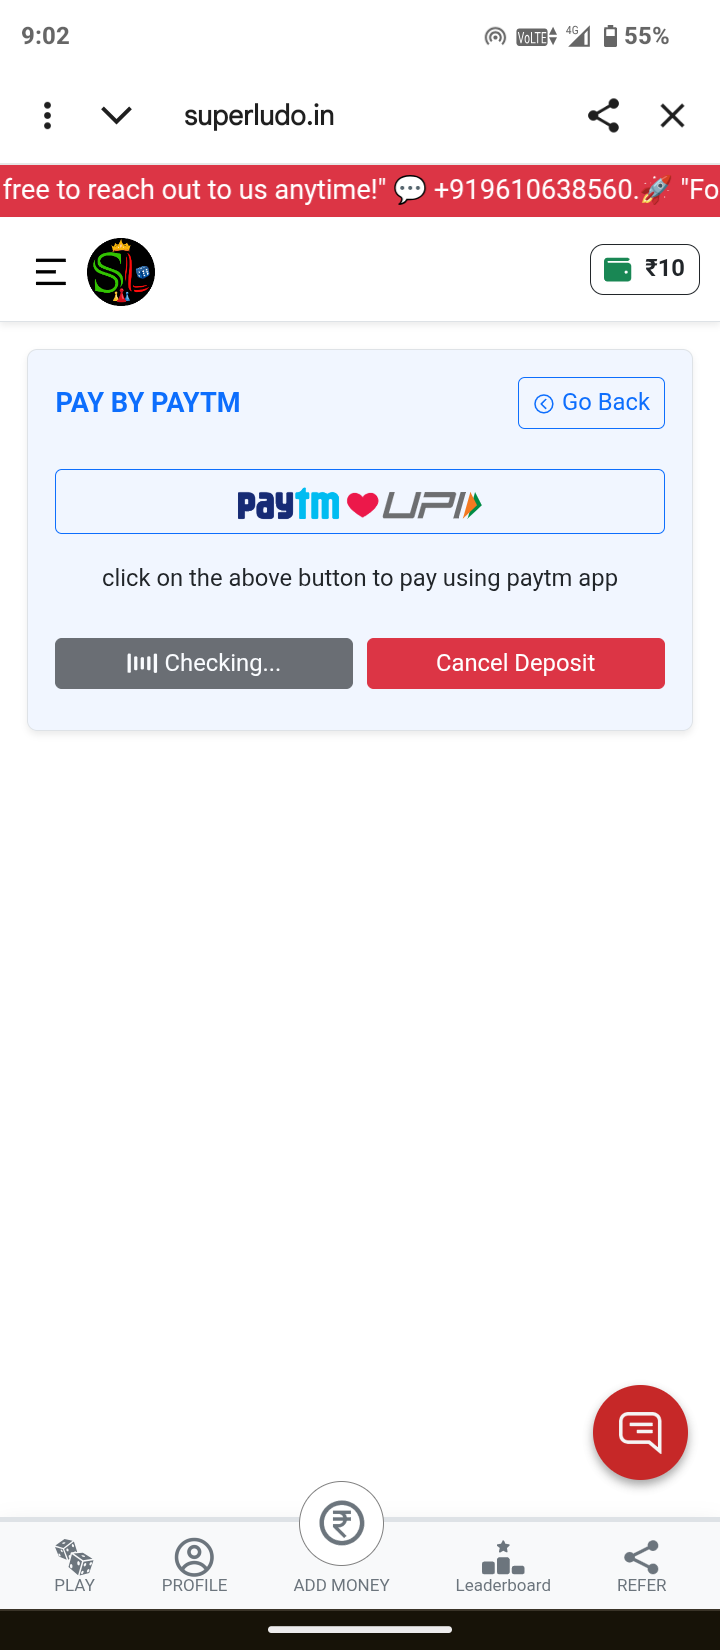 9:02
VoLTE 4G 55%
superludo.in
free to reach out to us anytime!" 💬 +919610638560.🚀 "Fo
SL
₹10
PAY BY PAYTM
Go Back
paytm ❤ UPI
click on the above button to pay using paytm app
Checking...
Cancel Deposit
PLAY
PROFILE
ADD MONEY
Leaderboard
REFER